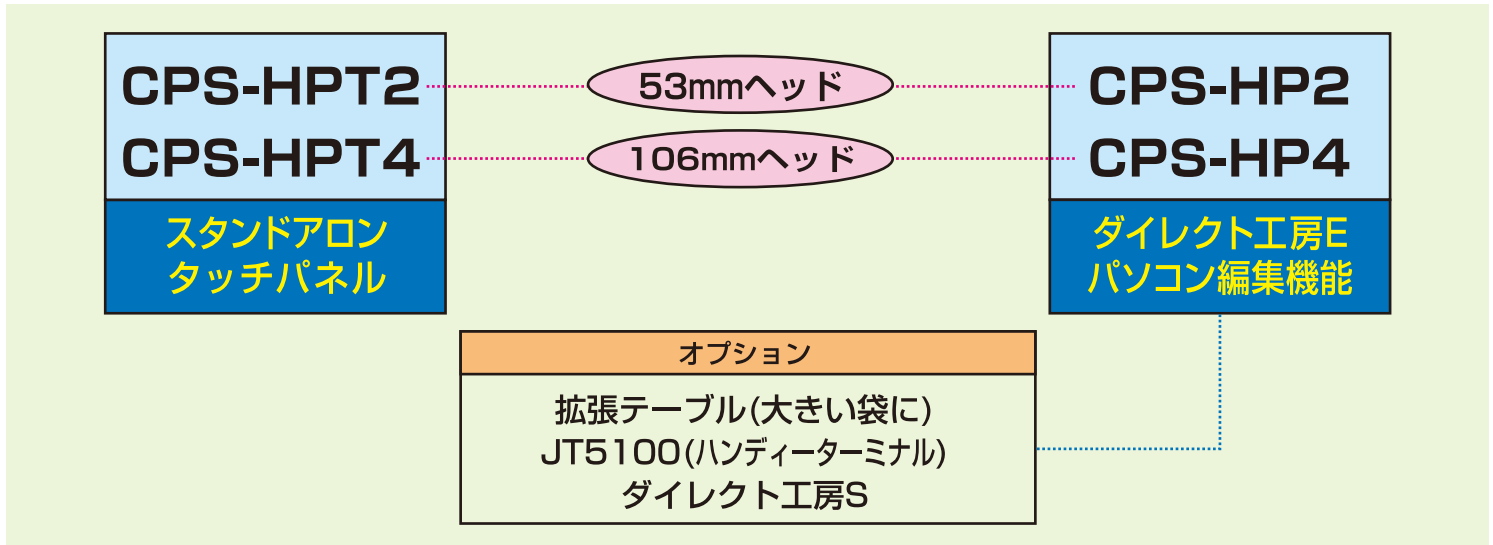 CPS-HPT2
CPS-HPT4
スタンドアロン
タッチパネル
53mmヘッド
106mmヘッド
CPS-HP2
CPS-HP4
ダイレクト工房E
パソコン編集機能
オプション
拡張テーブル(大きい袋に)
JT5100(ハンディーターミナル)
ダイレクト工房S